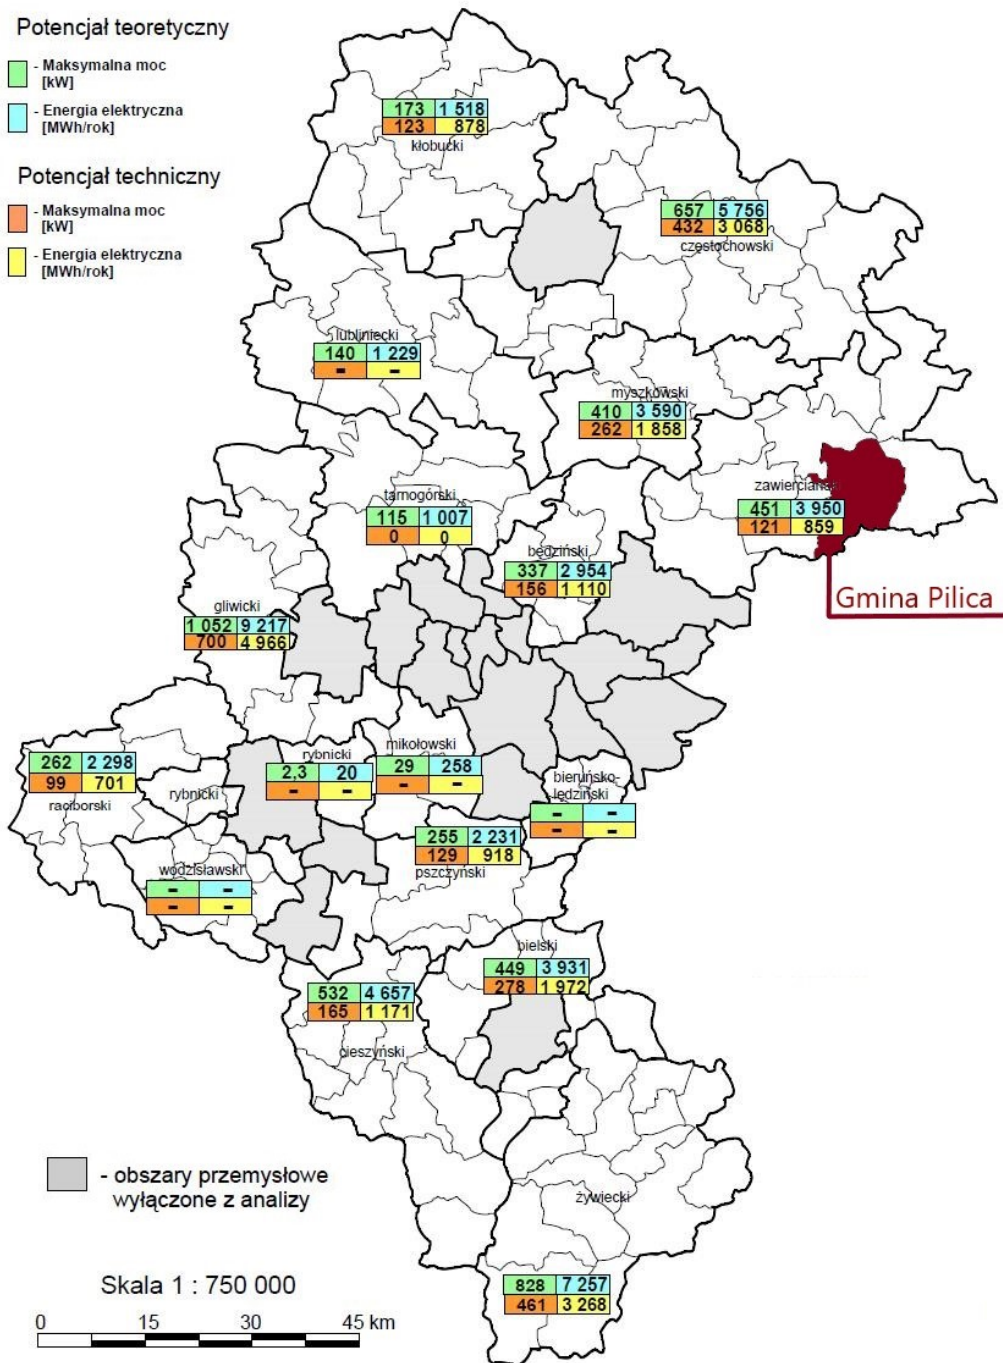 Potencjał teoretyczny
- Maksymalna moc
[kW]
- Energia elektryczna
[MWh/rok]
Potencjał techniczny
- Maksymalna moc
[kW]
- Energia elektryczna
[MWh/rok]
173 1 518
123 878
kłobucki
657 5 756
432 3 068
częstochowski
lubliniecki
140 1 229
- -
myszkowski
410 3 590
262 1 858
zawiercia
451 3 950
121 859
tarnogórski
115 1 007
0 0
będziński
337 2 954
156 1 110
Gmina Pilica
gliwicki
1 052 9 217
700 4 966
262 2 298
99 701
raciborski
rybnicki
rybnicki
2,3 20
- -
mikołowski
29 258
- -
bieruńsko-
lędziński
- -
- -
255 2 231
129 918
pszczyński
wodzisławski
- -
- -
bielski
449 3 931
278 1 972
532 4 657
165 1 171
cieszyński
- obszary przemysłowe
wyłączone z analizy
żywiecki
828 7 257
461 3 268
Skala 1 : 750 000
0 15 30 45 km